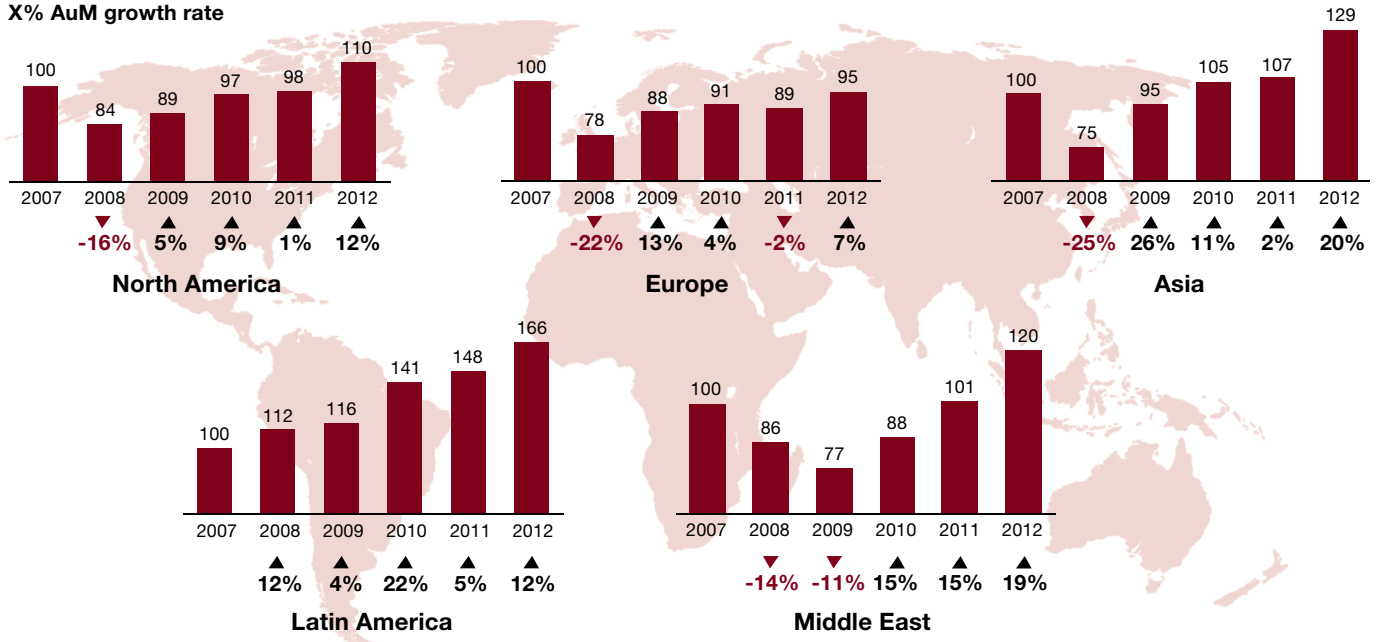 X% AuM growth rate
100 84 89 97 98 110
2007 2008 2009 2010 2011 2012
-16% 5% 9% 1% 12%
North America
100 78 88 91 89 95
2007 2008 2009 2010 2011 2012
-22% 13% 4% -2% 7%
Europe
100 75 95 105 107 129
2007 2008 2009 2010 2011 2012
-25% 26% 11% 2% 20%
Asia
100 112 116 141 148 166
2007 2008 2009 2010 2011 2012
12% 4% 22% 5% 12%
Latin America
100 86 77 88 101 120
2007 2008 2009 2010 2011 2012
-14% -11% 15% 15% 19%
Middle East